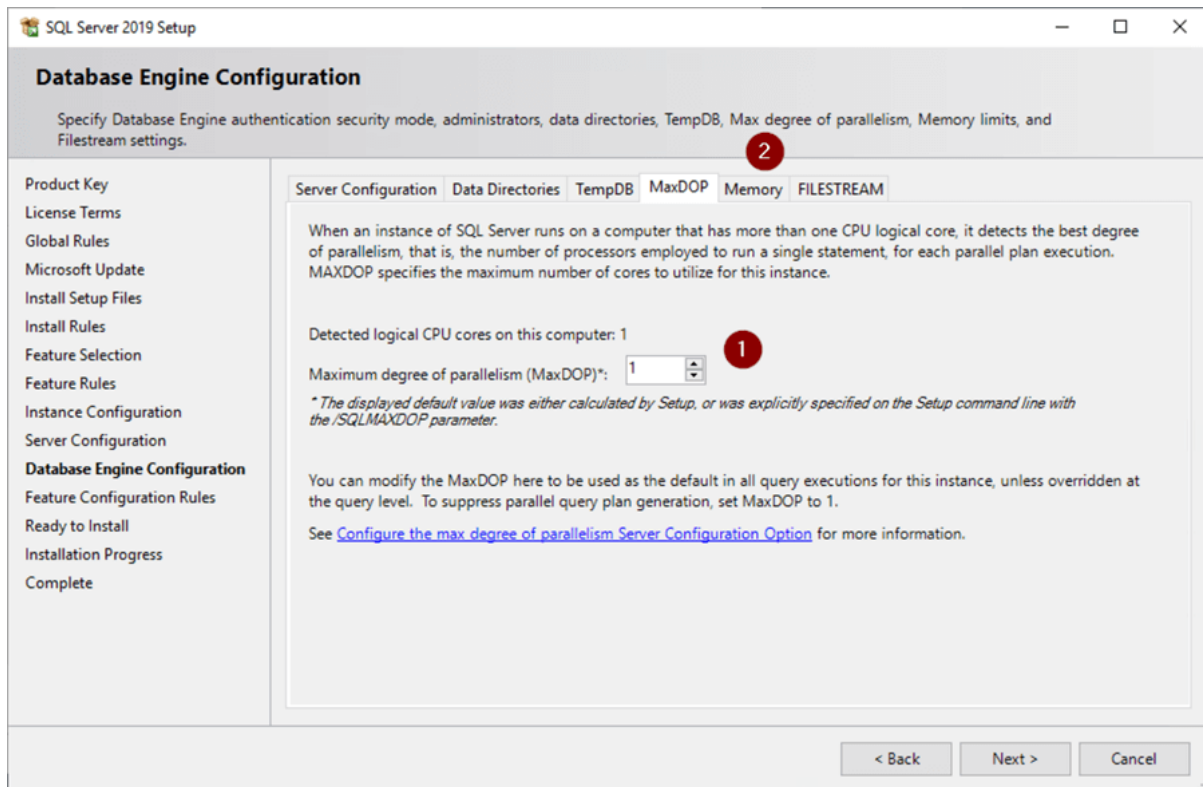 SQL Server 2019 Setup
Database Engine Configuration
Specify Database Engine authentication security mode, administrators, data directories, TempDB, Max degree of parallelism, Memory limits, and
Filestream settings.
2
Product Key
License Terms
Global Rules
Microsoft Update
Install Setup Files
Install Rules
Feature Selection
Feature Rules
Instance Configuration
Server Configuration
Database Engine Configuration
Feature Configuration Rules
Ready to Install
Installation Progress
Complete
Server Configuration Data Directories TempDB MaxDOP Memory FILESTREAM
When an instance of SQL Server runs on a computer that has more than one CPU logical core, it detects the best degree
of parallelism, that is, the number of processors employed to run a single statement, for each parallel plan execution.
MAXDOP specifies the maximum number of cores to utilize for this instance.
Detected logical CPU cores on this computer: 1
1
Maximum degree of parallelism (MaxDOP)*: 1
* The displayed default value was either calculated by Setup, or was explicitly specified on the Setup command line with
the /SQLMAXDOP parameter.
You can modify the MaxDOP here to be used as the default in all query executions for this instance, unless overridden at
the query level. To suppress parallel query plan generation, set MaxDOP to 1.
See Configure the max degree of parallelism Server Configuration Option for more information.
< Back Next > Cancel